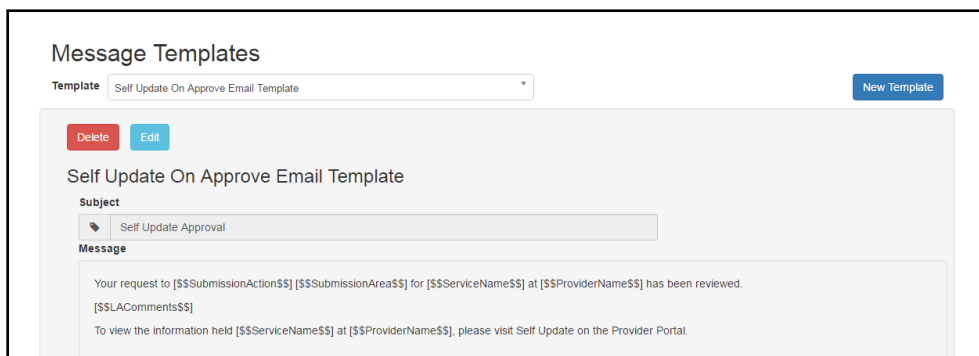 Message Templates
Template Self Update On Approve Email Template New Template
Delete Edit
Self Update On Approve Email Template
Subject
Self Update Approval
Message
Your request to [$$SubmissionAction$$] [$$SubmissionArea$$] for [$$ServiceName$$] at [$$ProviderName$$] has been reviewed.
[$$LAComments$$]
To view the information held [$$ServiceName$$] at [$$ProviderName$$], please visit Self Update on the Provider Portal.